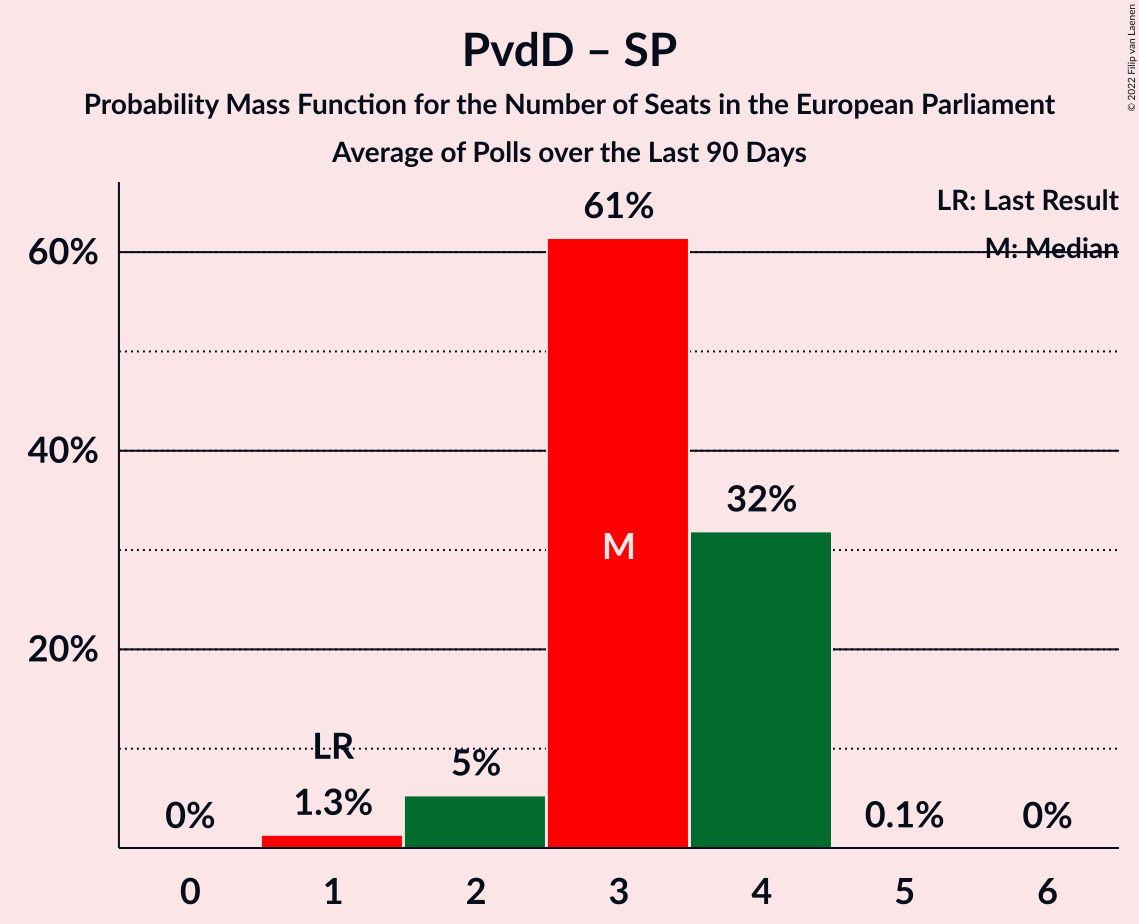 PvdD – SP
Probability Mass Function for the Number of Seats in the European Parliament
Average of Polls over the Last 90 Days
© 2022 Filip van Laenen
LR: Last Result
M: Median
60%
40%
20%
0%
LR
1.3%
5%
61%
M
32%
0.1%
0%
0 1 2 3 4 5 6